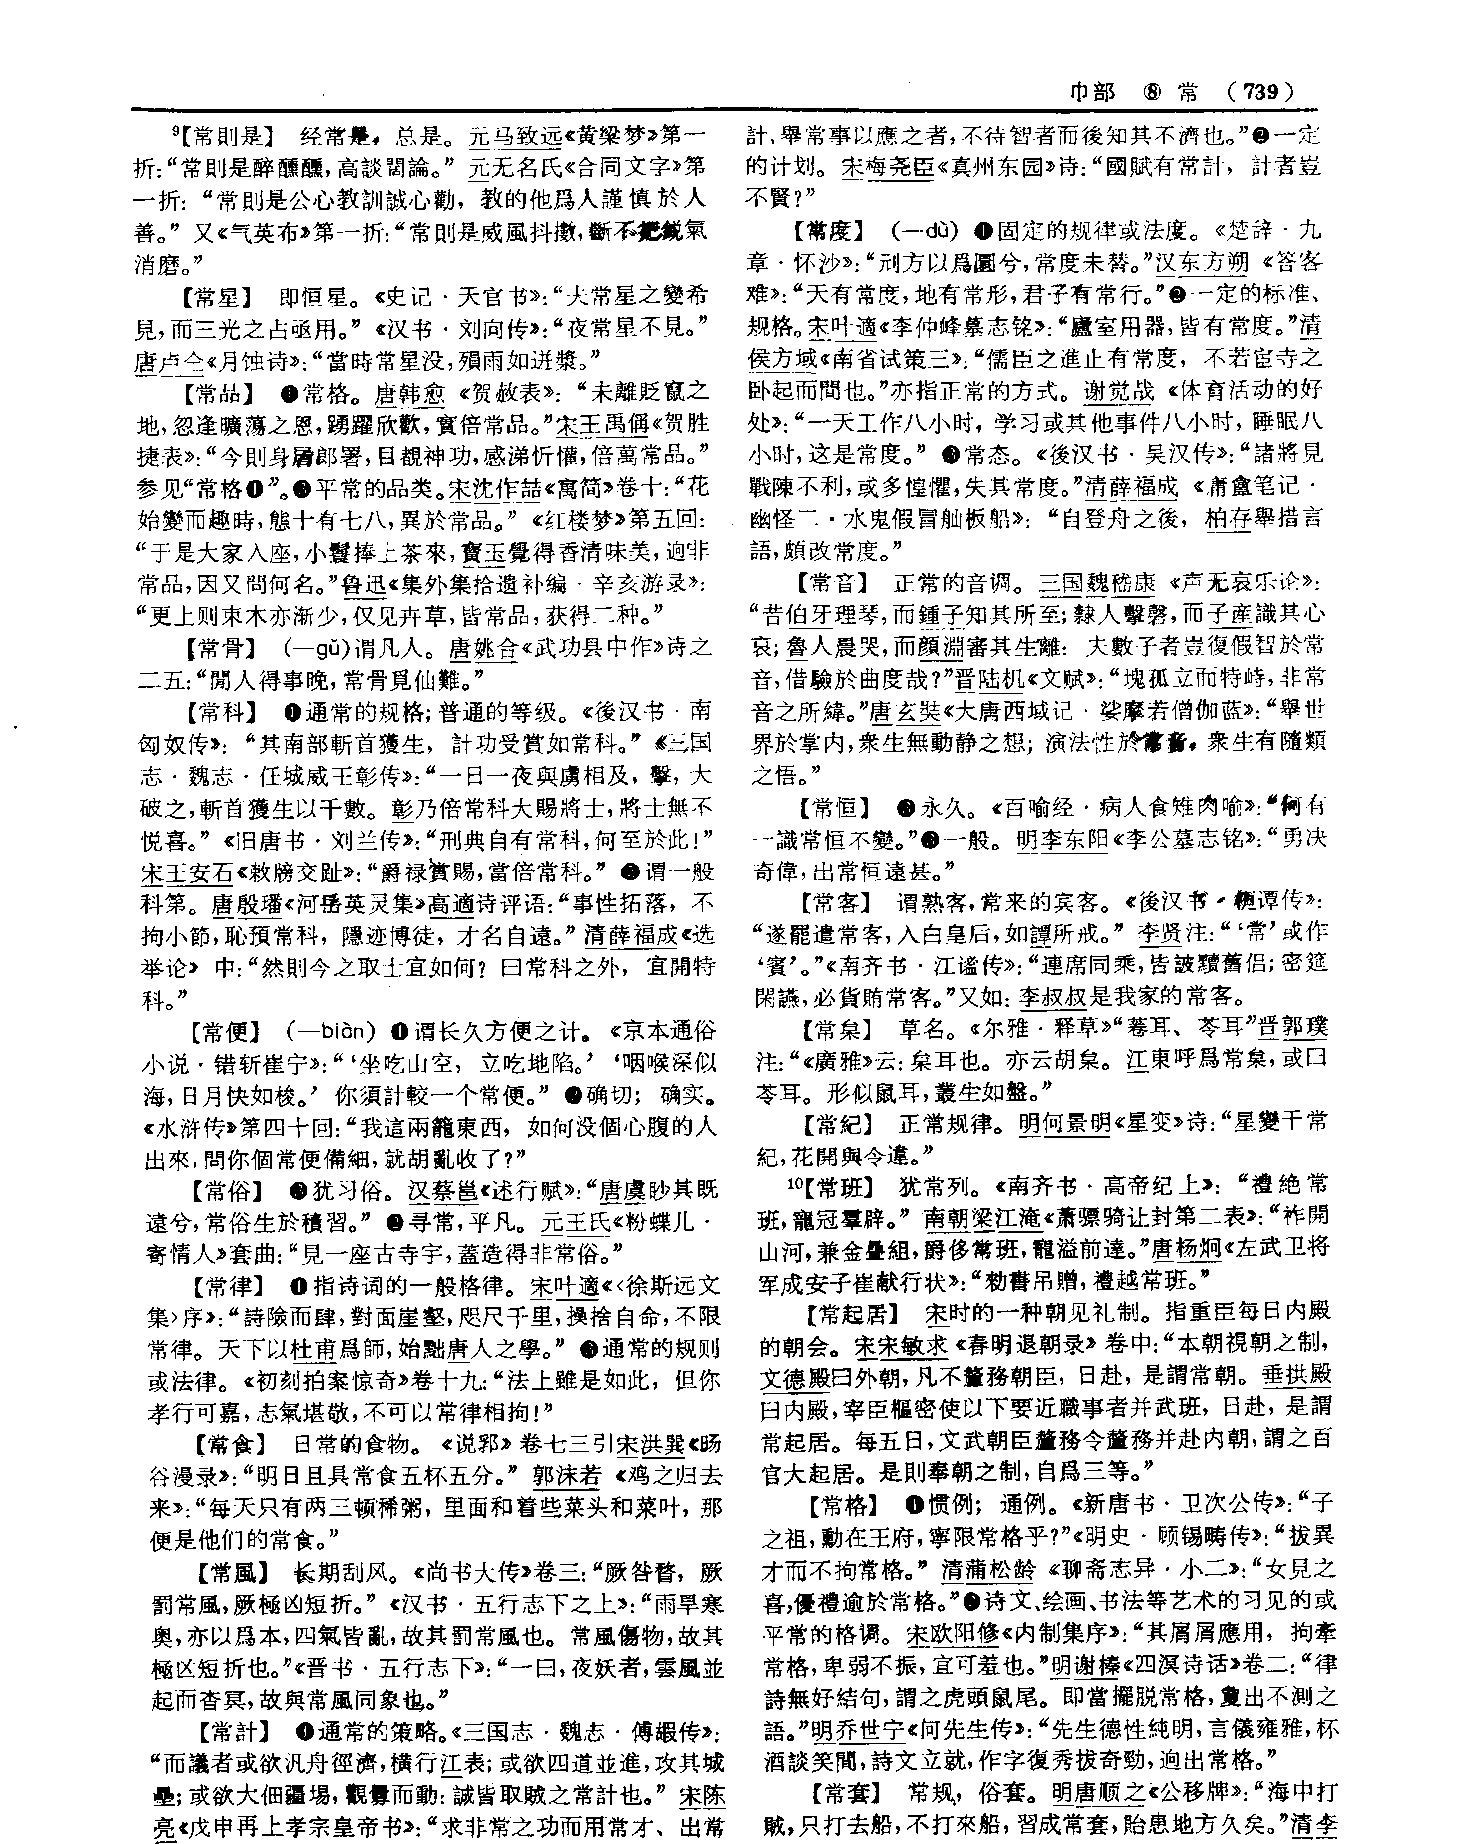 巾部 ⑧ 常 （739）
⁹【常則是】 经常是，总是。元马致远《黄粱梦》第一
折：“常則是醉醺醺，高談闊論。”元无名氏《合同文字》第
一折：“常則是公心教訓誠心勸，教的他爲人謹慎於人
善。”又《气英布》第一折：“常則是威風抖擻，斷不把銳氣
消磨。”
【常星】 即恒星。《史记·天官书》：“夫常星之變希
見，而三光之占亟用。”《汉书·刘向传》：“夜常星不見。”
唐卢仝《月蚀诗》：“當時常星没，殞雨如迸漿。”
【常品】 ❶常格。唐韩愈《贺赦表》：“未離貶竄之
地，忽逢曠蕩之恩，踴躍欣歡，實倍常品。”宋王禹偁《贺胜
捷表》：“今則身居郎署，目覩神功，感涕忻懽，倍萬常品。”
参见“常格❶”。❷平常的品类。宋沈作喆《寓简》卷十：“花
始變而趣時，態十有七八，異於常品。”《红楼梦》第五回：
“于是大家入座，小鬟捧上茶來，寶玉覺得香清味美，迥非
常品，因又問何名。”鲁迅《集外集拾遗补编·辛亥游录》：
“更上则束木亦渐少，仅见卉草，皆常品，获得二种。”
【常骨】 （—gǔ）谓凡人。唐姚合《武功县中作》诗之
二五：“閒人得事晚，常骨覓仙難。”
【常科】 ❶通常的规格；普通的等级。《後汉书·南
匈奴传》：“其南部斬首獲生，計功受賞如常科。”《三国
志·魏志·任城威王彰传》：“一日一夜與虜相及，擊，大
破之，斬首獲生以千數。彰乃倍常科大賜將士，將士無不
悦喜。”《旧唐书·刘兰传》：“刑典自有常科，何至於此！”
宋王安石《敕牓交趾》：“爵禄賞賜，當倍常科。”❷谓一般
科第。唐殷璠《河岳英灵集》高適诗评语：“事性拓落，不
拘小節，恥預常科，隱迹博徒，才名自遠。”清薛福成《选
举论》中：“然則今之取士宜如何？曰常科之外，宜開特
科。”
【常便】 （—biàn）❶谓长久方便之计。《京本通俗
小说·错斩崔宁》：“‘坐吃山空，立吃地陷。’‘咽喉深似
海，日月快如梭。’你須計較一个常便。”❷确切；确实。
《水浒传》第四十回：“我這兩籠東西，如何没個心腹的人
出來，問你個常便備細，就胡亂收了？”
【常俗】 ❶犹习俗。汉蔡邕《述行赋》：“唐虞眇其既
遠兮，常俗生於積習。”❷寻常，平凡。元王氏《粉蝶儿·
寄情人》套曲：“見一座古寺宇，蓋造得非常俗。”
【常律】 ❶指诗词的一般格律。宋叶適《〈徐斯远文
集〉序》：“詩險而肆，對面崖壑，咫尺千里，操捨自命，不限
常律。天下以杜甫爲師，始黜唐人之學。”❷通常的规则
或法律。《初刻拍案惊奇》卷十九：“法上雖是如此，但你
孝行可嘉，志氣堪敬，不可以常律相拘！”
【常食】 日常的食物。《说郛》卷七三引宋洪巽《旸
谷漫录》：“明日且具常食五杯五分。”郭沫若《鸡之归去
来》：“每天只有两三顿稀粥，里面和着些菜头和菜叶，那
便是他们的常食。”
【常風】 长期刮风。《尚书大传》卷三：“厥咎瞀，厥
罰常風，厥極凶短折。”《汉书·五行志下之上》：“雨旱寒
奥，亦以爲本，四氣皆亂，故其罰常風也。常風傷物，故其
極凶短折也。”《晋书·五行志下》：“一曰，夜妖者，雲風並
起而杳冥，故與常風同象也。”
【常計】 ❶通常的策略。《三国志·魏志·傅嘏传》：
“而議者或欲汎舟徑濟，横行江表；或欲四道並進，攻其城
壘；或欲大佃疆場，觀釁而動：誠皆取賊之常計也。”宋陈
亮《戊申再上孝宗皇帝书》：“求非常之功而用常才、出常
計、舉常事以應之者，不待智者而後知其不濟也。”❷一定
的计划。宋梅尧臣《真州东园》诗：“國賦有常計，計者豈
不賢？”
【常度】 （—dù）❶固定的规律或法度。《楚辞·九
章·怀沙》：“刓方以爲圜兮，常度未替。”汉东方朔《答客
难》：“天有常度，地有常形，君子有常行。”❷一定的标准、
规格。宋叶適《李仲峰墓志铭》：“廬室用器，皆有常度。”清
侯方域《南省试策三》：“儒臣之進止有常度，不若宦寺之
卧起而間也。”亦指正常的方式。谢觉哉《体育活动的好
处》：“一天工作八小时，学习或其他事件八小时，睡眠八
小时，这是常度。”❸常态。《後汉书·吴汉传》：“諸將見
戰陳不利，或多惶懼，失其常度。”清薛福成《庸盦笔记·
幽怪二·水鬼假冒舢板船》：“自登舟之後，柏存舉措言
語，頗改常度。”
【常音】 正常的音调。三国魏嵇康《声无哀乐论》：
“昔伯牙理琴，而鍾子知其所至；隸人擊磬，而子産識其心
哀；魯人晨哭，而顔淵審其生離：夫數子者豈復假智於常
音，借驗於曲度哉？”晋陆机《文赋》：“塊孤立而特峙，非常
音之所緯。”唐玄奘《大唐西域记·娑摩若僧伽蓝》：“舉世
界於掌内，衆生無動静之想；演法性於常音，衆生有隨類
之悟。”
【常恒】 ❶永久。《百喻经·病人食雉肉喻》：“何有
一識常恒不變。”❷一般。明李东阳《李公墓志铭》：“勇决
奇偉，出常恒遠甚。”
【常客】 谓熟客，常来的宾客。《後汉书·桓谭传》：
“遂罷遣常客，入白皇后，如譚所戒。”李贤注：“‘常’或作
‘賓’。”《南齐书·江谧传》：“連席同乘，皆詖黷舊侣；密筵
閑讌，必貨賄常客。”又如：李叔叔是我家的常客。
【常枲】 草名。《尔雅·释草》“菤耳、苓耳”晋郭璞
注：“《廣雅》云：枲耳也。亦云胡枲。江東呼爲常枲，或曰
苓耳。形似鼠耳，叢生如盤。”
【常紀】 正常规律。明何景明《星变》诗：“星變干常
紀，花開與令違。”
¹⁰【常班】 犹常列。《南齐书·高帝纪上》：“禮絶常
班，寵冠羣辟。”南朝梁江淹《萧骠骑让封第二表》：“祚開
山河，兼金疊組，爵侈常班，寵溢前達。”唐杨炯《左武卫将
军成安子崔献行状》：“勑書吊贈，禮越常班。”
【常起居】 宋时的一种朝见礼制。指重臣每日内殿
的朝会。宋宋敏求《春明退朝录》卷中：“本朝視朝之制，
文德殿曰外朝，凡不釐務朝臣，日赴，是謂常朝。垂拱殿
曰内殿，宰臣樞密使以下要近職事者并武班，日赴，是謂
常起居。每五日，文武朝臣釐務令釐務并赴内朝，謂之百
官大起居。是則奉朝之制，自爲三等。”
【常格】 ❶惯例；通例。《新唐书·卫次公传》：“子
之祖，勳在王府，寧限常格乎？”《明史·顾锡畴传》：“拔異
才而不拘常格。”清蒲松龄《聊斋志异·小二》：“女見之
喜，優禮逾於常格。”❷诗文、绘画、书法等艺术的习见的或
平常的格调。宋欧阳修《内制集序》：“其屑屑應用，拘牽
常格，卑弱不振，宜可羞也。”明谢榛《四溟诗话》卷二：“律
詩無好结句，謂之虎頭鼠尾。即當擺脱常格，敻出不測之
語。”明乔世宁《何先生传》：“先生德性純明，言儀雍雅，杯
酒談笑閒，詩文立就，作字復秀拔奇勁，迥出常格。”
【常套】 常规，俗套。明唐顺之《公移牌》：“海中打
賊，只打去船，不打來船，習成常套，貽患地方久矣。”清李